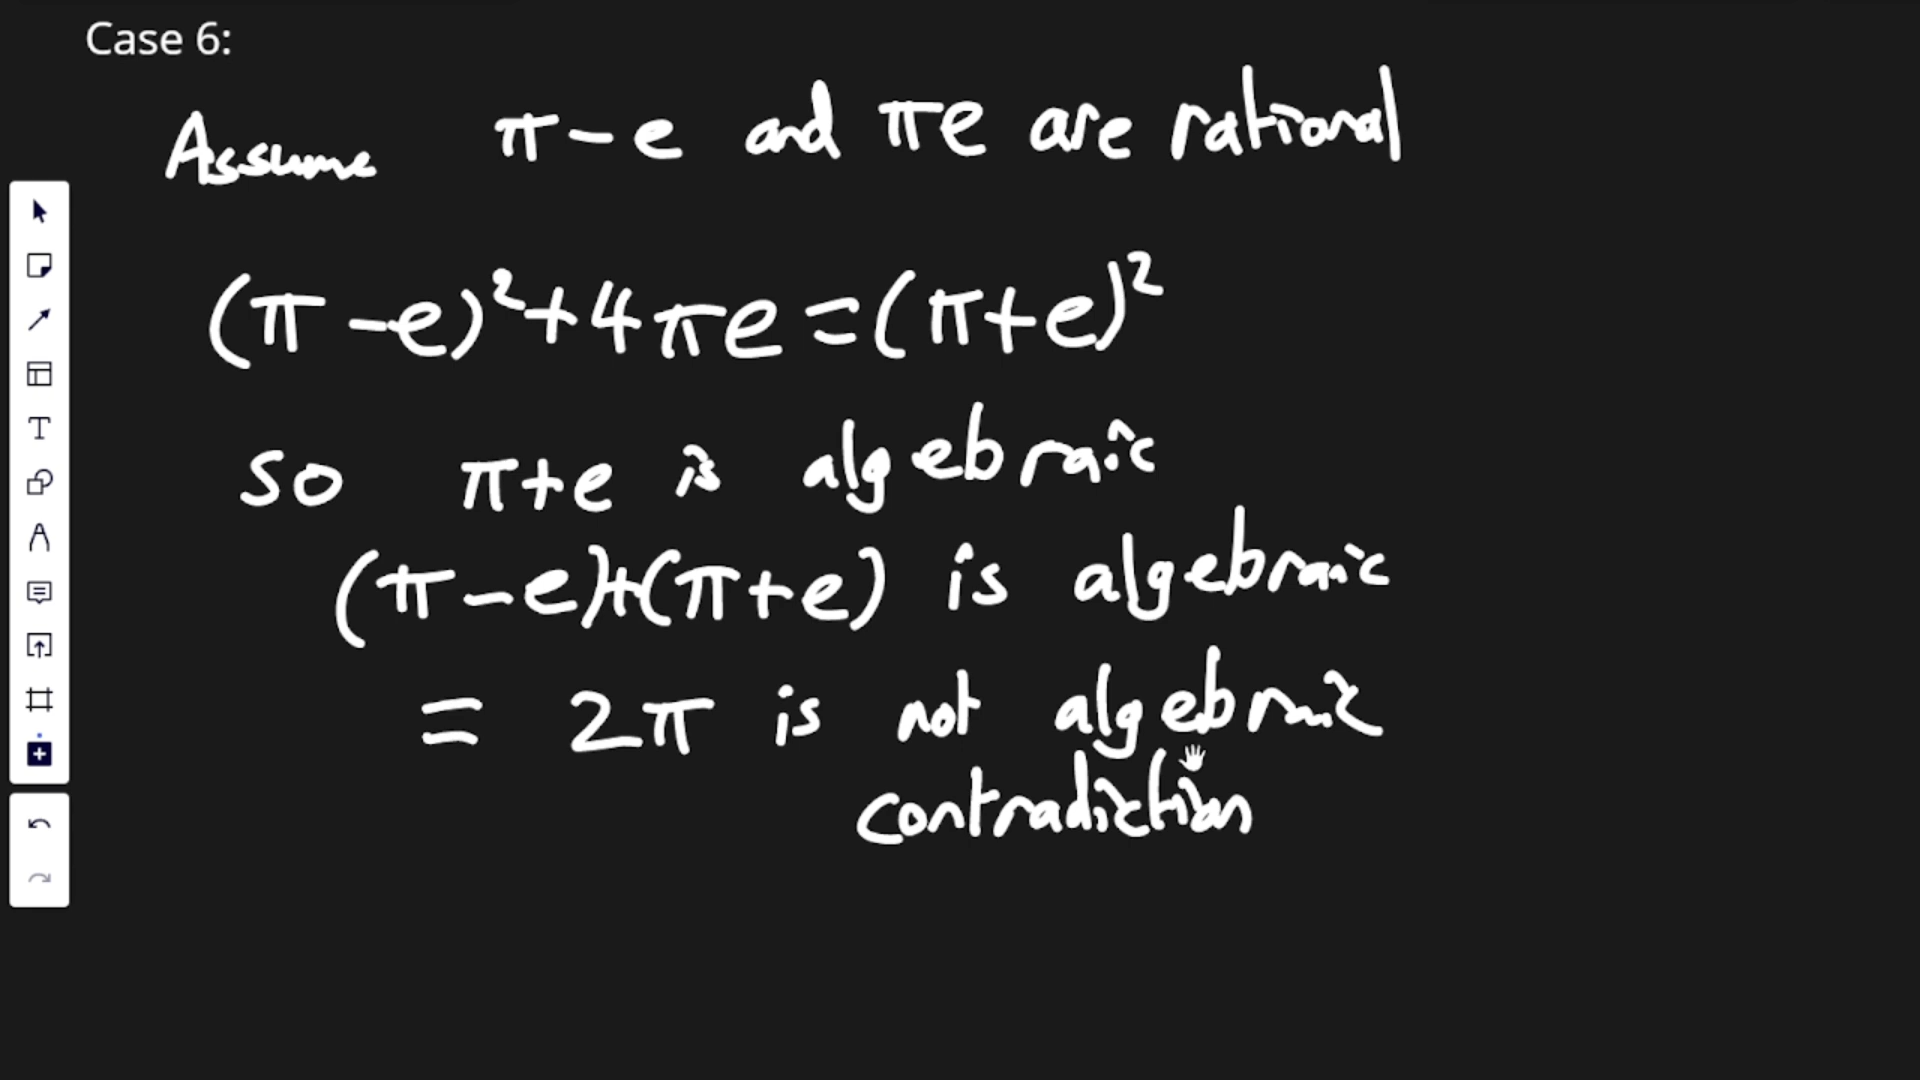 Case 6:
Assume π-e and πe are rational
(π-e)²+4πe=(π+e)²
so π+e is algebraic
(π-e)+(π+e) is algebraic
= 2π is not algebraic
contradiction